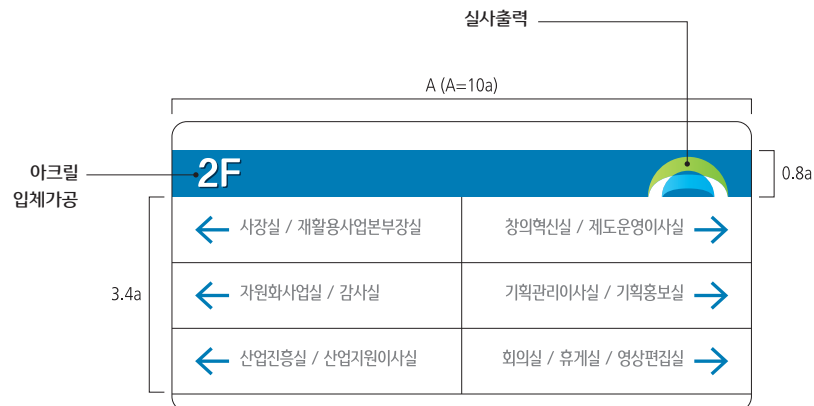 실사출력
A (A=10a)
아크릴
입체가공
2F
0.8a
3.4a
사장실 / 재활용사업본부장실
창의혁신실 / 제도운영이사실
자원화사업실 / 감사실
기획관리이사실 / 기획홍보실
산업진흥실 / 산업지원이사실
회의실 / 휴게실 / 영상편집실